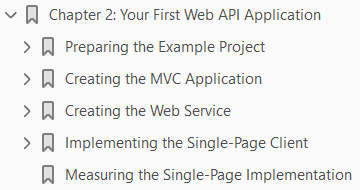 Chapter 2: Your First Web API Application
Preparing the Example Project
Creating the MVC Application
Creating the Web Service
Implementing the Single-Page Client
Measuring the Single-Page Implementation